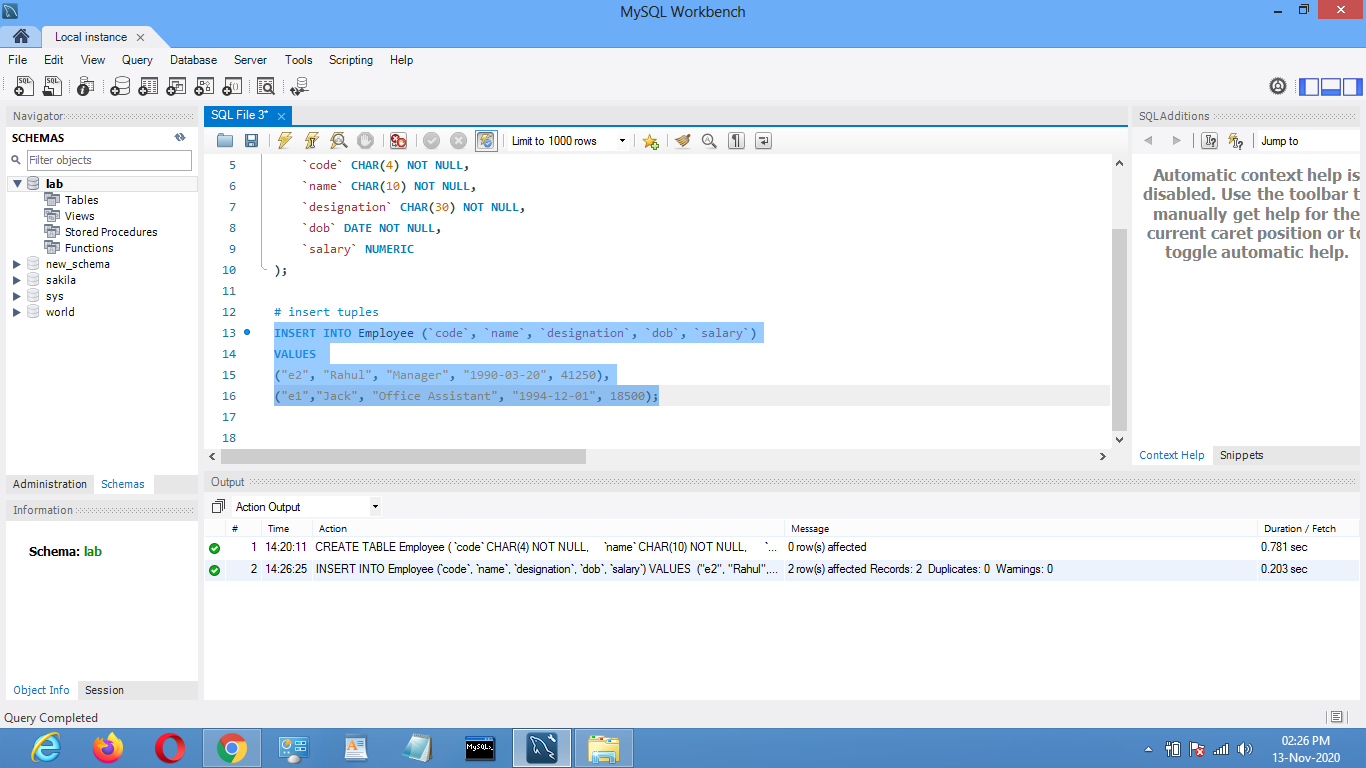 MySQL Workbench
Local instance
File Edit View Query Database Server Tools Scripting Help
Navigator
SCHEMAS
Filter objects
lab
Tables
Views
Stored Procedures
Functions
new_schema
sakila
sys
world
Administration Schemas
Information
Schema: lab
Object Info Session
SQL File 3*
Limit to 1000 rows
5 `code` CHAR(4) NOT NULL,
6 `name` CHAR(10) NOT NULL,
7 `designation` CHAR(30) NOT NULL,
8 `dob` DATE NOT NULL,
9 `salary` NUMERIC
10 );
11
12 # insert tuples
13 INSERT INTO Employee (`code`, `name`, `designation`, `dob`, `salary`)
14 VALUES
15 ("e2", "Rahul", "Manager", "1990-03-20", 41250),
16 ("e1","Jack", "Office Assistant", "1994-12-01", 18500);
17
18
SQLAdditions
Jump to
Automatic context help is
disabled. Use the toolbar t
manually get help for the
current caret position or to
toggle automatic help.
Context Help Snippets
Output
Action Output
# Time Action Message Duration / Fetch
1 14:20:11 CREATE TABLE Employee ( `code` CHAR(4) NOT NULL, `name` CHAR(10) NOT NULL, `... 0 row(s) affected 0.781 sec
2 14:26:25 INSERT INTO Employee (`code`, `name`, `designation`, `dob`, `salary`) VALUES ("e2", "Rahul",... 2 row(s) affected Records: 2 Duplicates: 0 Warnings: 0 0.203 sec
Query Completed
02:26 PM
13-Nov-2020